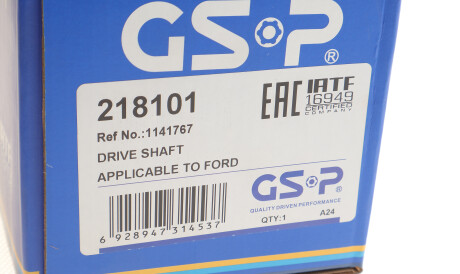 GSP®
218101
Ref No.:1141767
DRIVE SHAFT
APPLICABLE TO FORD
EAC IATF
16949
CERTIFIED
COMPANY
GSP®
QUALITY DRIVEN PERFORMANCE
QTY:1 A24
6 928947 314537